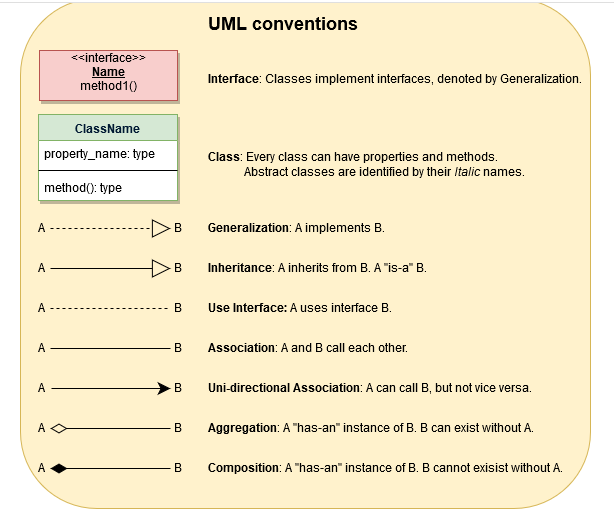 UML conventions
<<interface>>
Name
method1()
Interface: Classes implement interfaces, denoted by Generalization.
ClassName
property_name: type
method(): type
Class: Every class can have properties and methods.
Abstract classes are identified by their Italic names.
A B Generalization: A implements B.
A B Inheritance: A inherits from B. A "is-a" B.
A B Use Interface: A uses interface B.
A B Association: A and B call each other.
A B Uni-directional Association: A can call B, but not vice versa.
A B Aggregation: A "has-an" instance of B. B can exist without A.
A B Composition: A "has-an" instance of B. B cannot exisist without A.